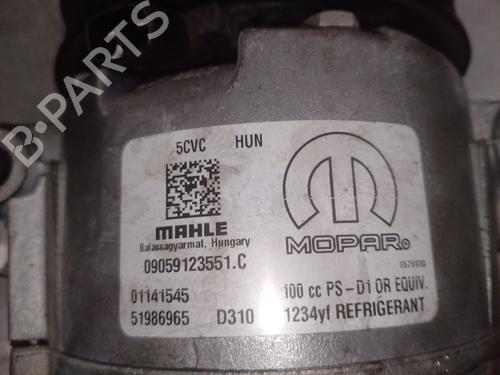 B-PARTS
5CVC HUN
MAHLE
Balassagyarmat, Hungary
MOPAR
09059123551.C
01141545
51986965 D310
100 cc PS-D1 OR EQUIV.
1234yf REFRIGERANT